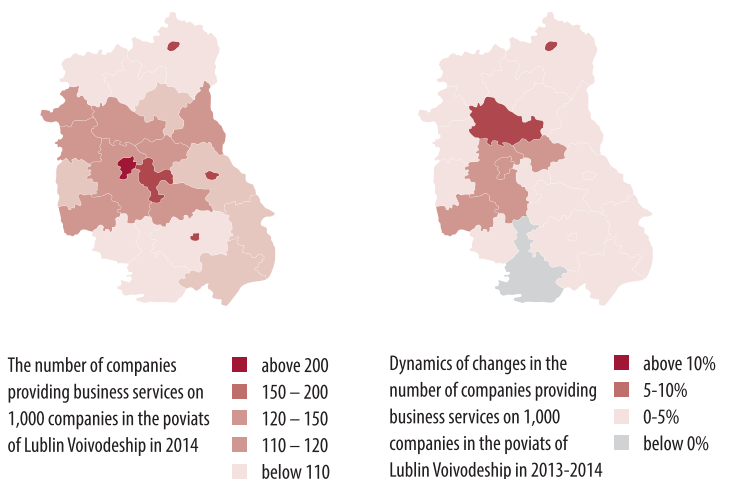 The number of companies
providing business services on
1,000 companies in the poviats
of Lublin Voivodeship in 2014
above 200
150 – 200
120 – 150
110 – 120
below 110
Dynamics of changes in the
number of companies providing
business services on 1,000
companies in the poviats of
Lublin Voivodeship in 2013-2014
above 10%
5-10%
0-5%
below 0%